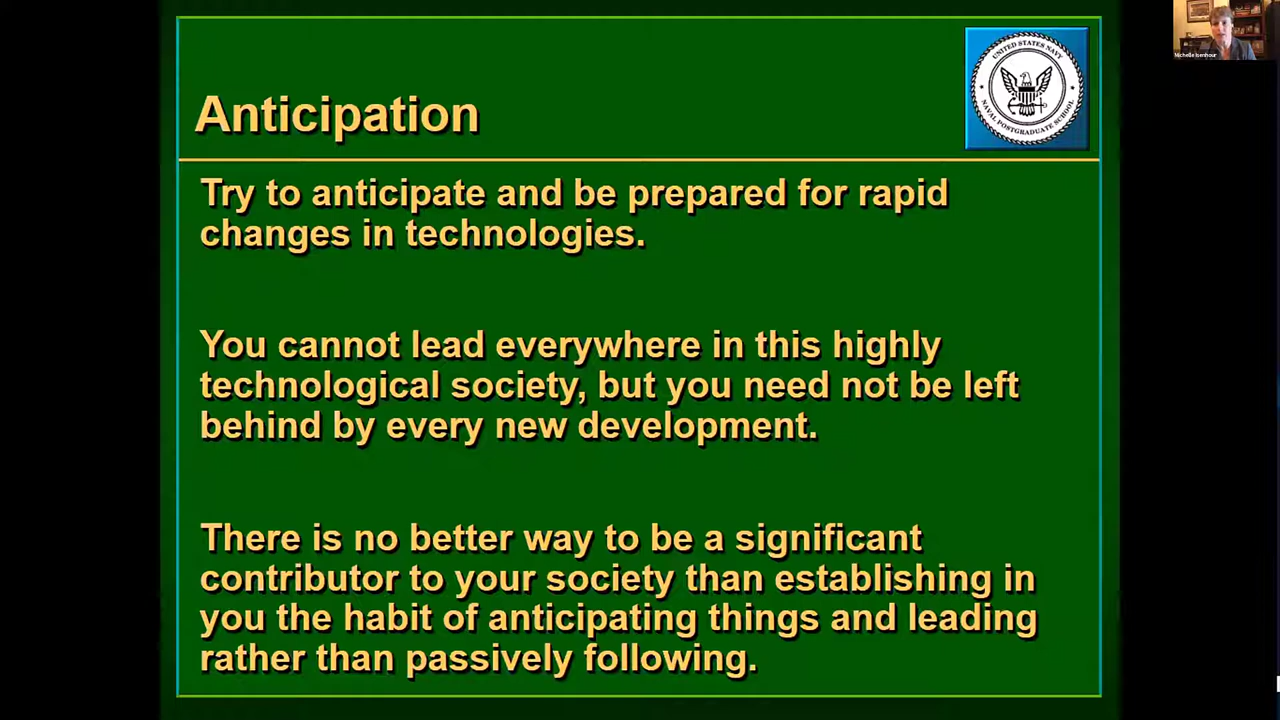 Anticipation
UNITED STATES NAVY
NAVAL POSTGRADUATE SCHOOL
Michelle Isenhour
Try to anticipate and be prepared for rapid
changes in technologies.
You cannot lead everywhere in this highly
technological society, but you need not be left
behind by every new development.
There is no better way to be a significant
contributor to your society than establishing in
you the habit of anticipating things and leading
rather than passively following.